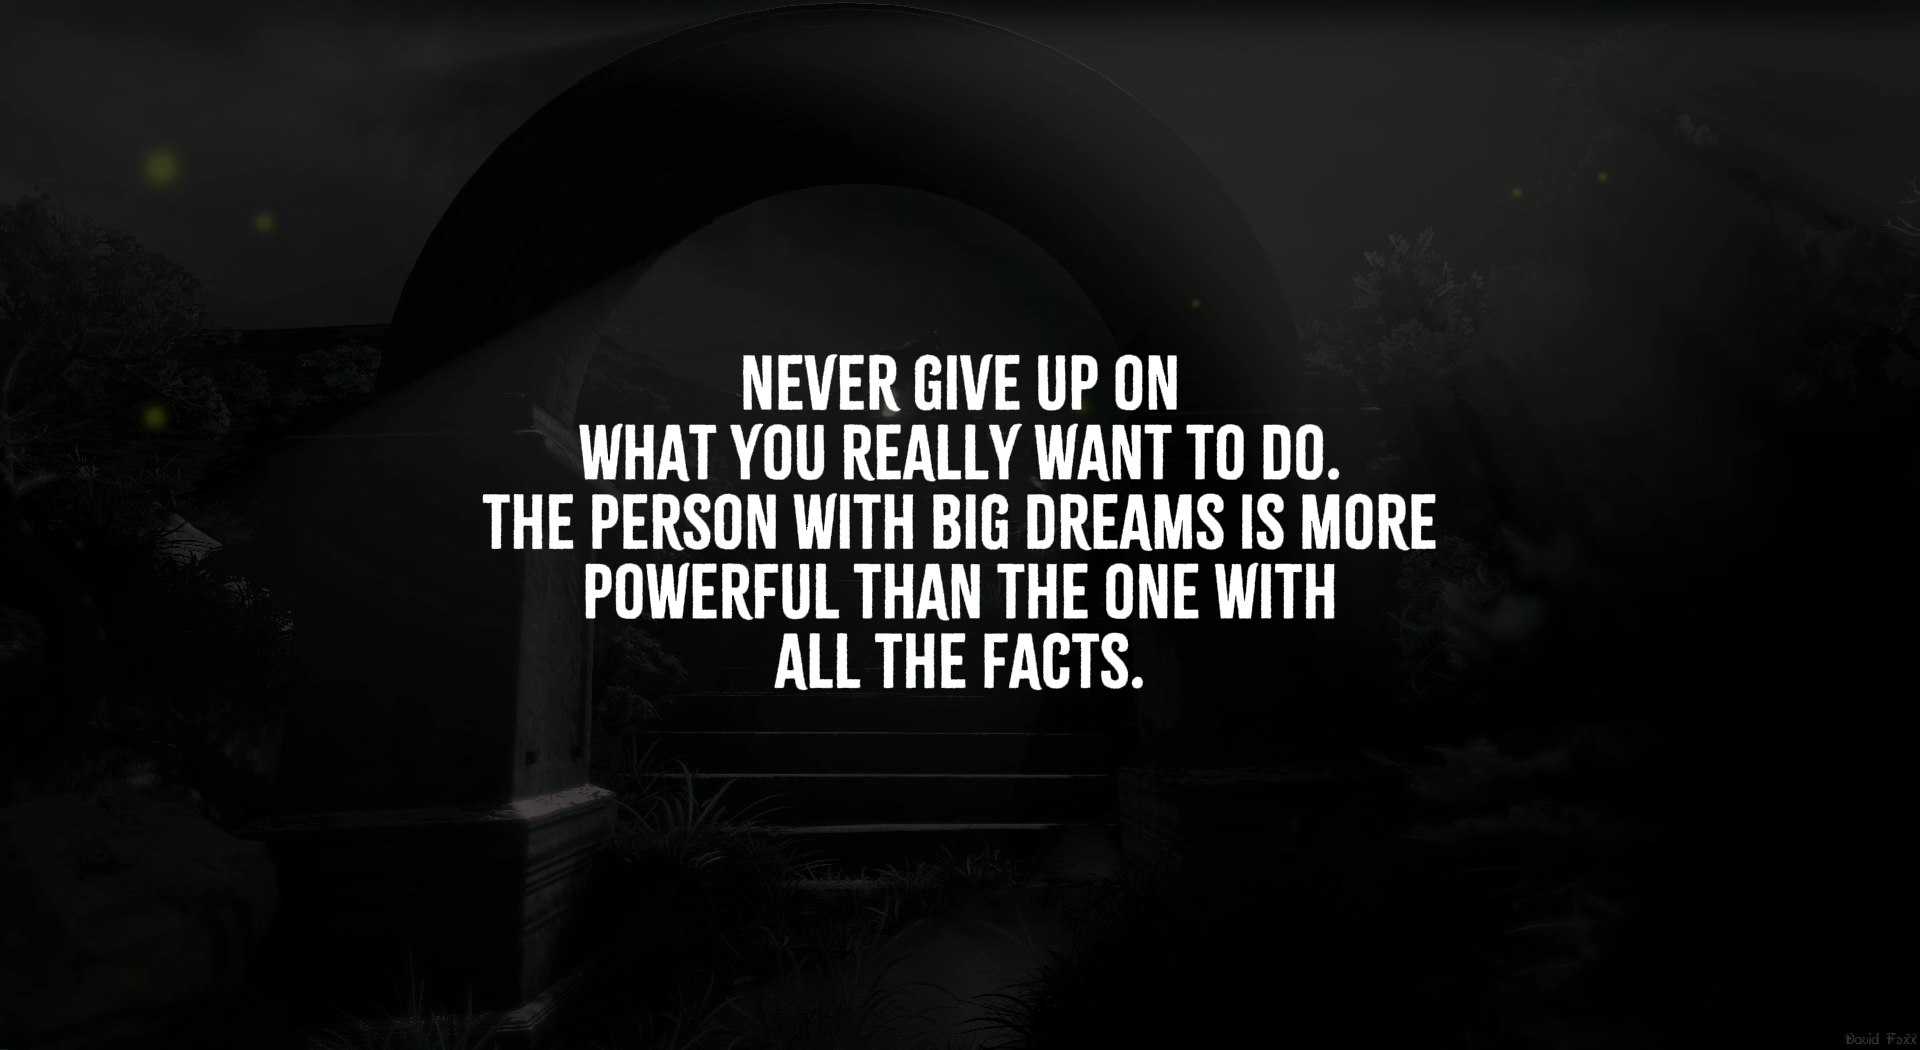 NEVER GIVE UP ON
WHAT YOU REALLY WANT TO DO.
THE PERSON WITH BIG DREAMS IS MORE
POWERFUL THAN THE ONE WITH
ALL THE FACTS.
David Foxx